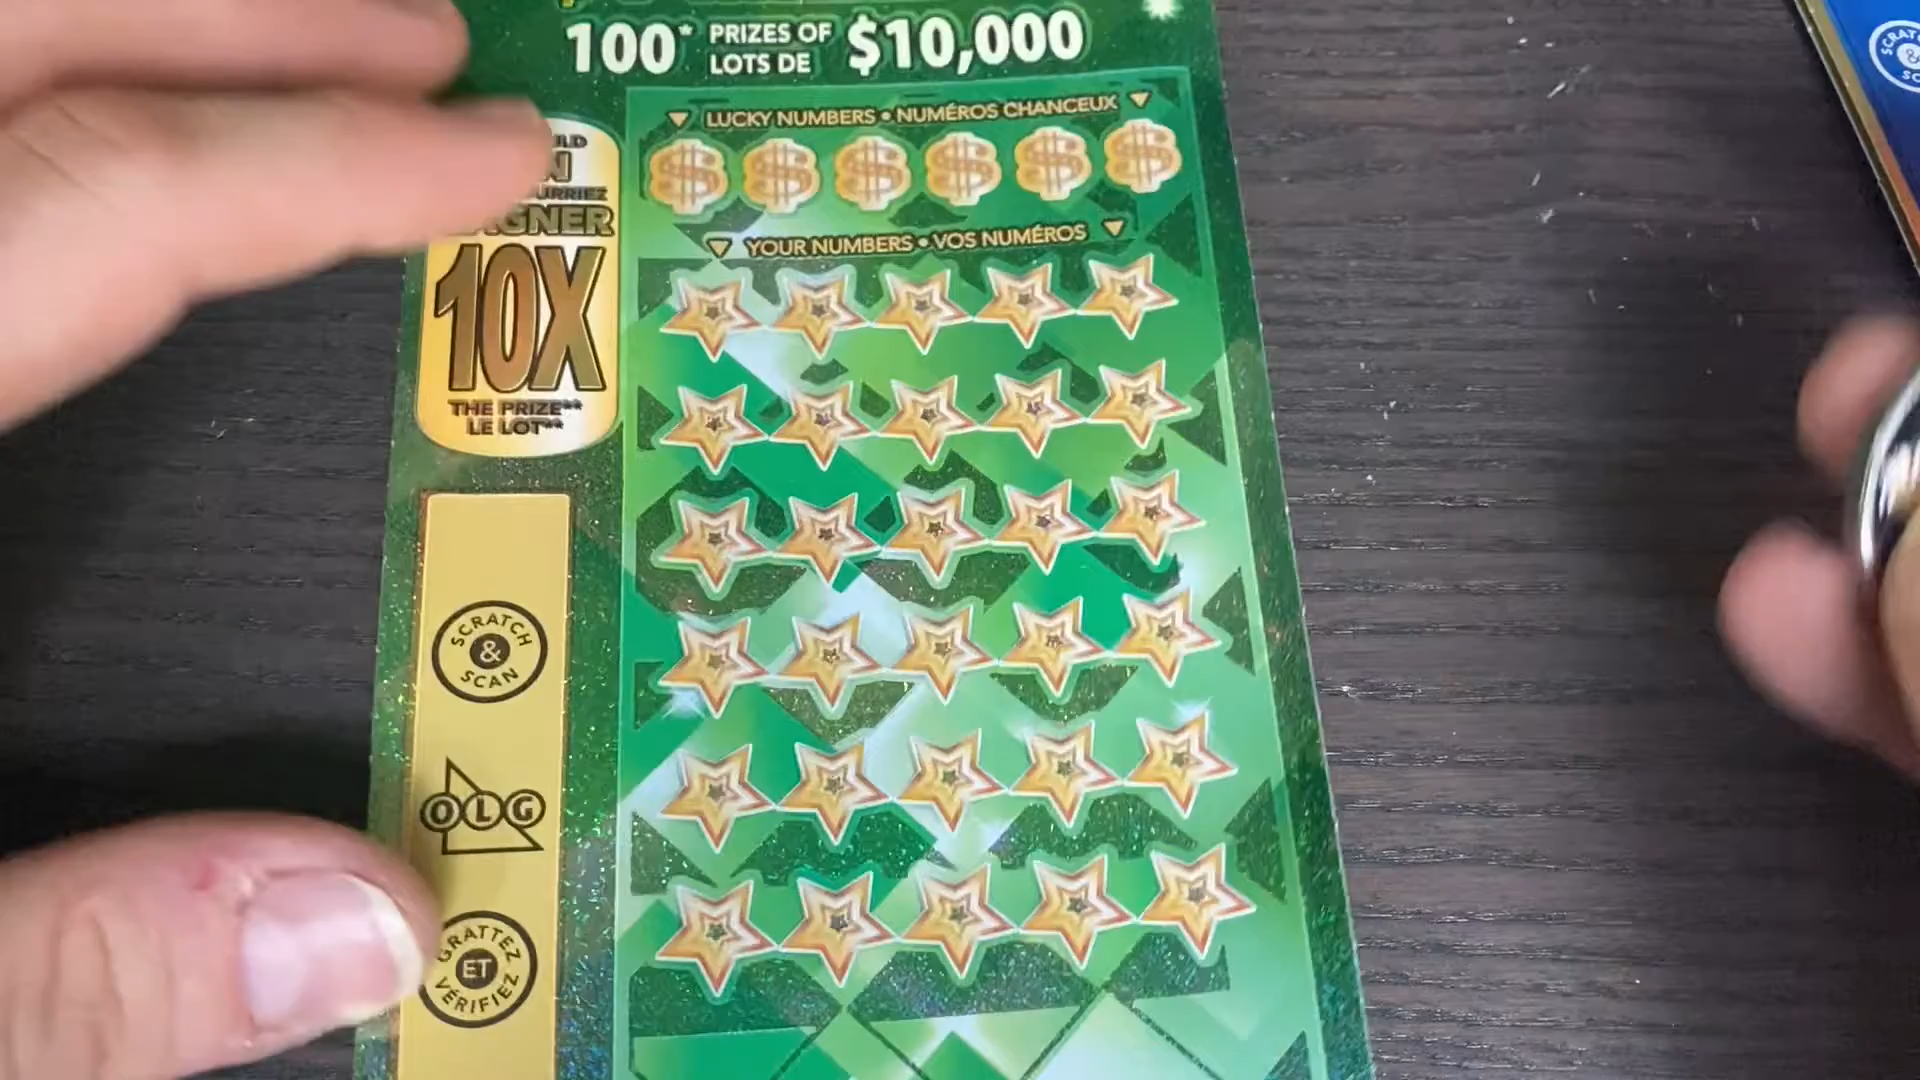 100* PRIZES OF $10,000
LOTS DE
LUCKY NUMBERS • NUMÉROS CHANCEUX
YOUR NUMBERS • VOS NUMÉROS
10X
THE PRIZE**
LE LOT**
SCRATCH & SCAN
OLG
GRATTEZ ET VÉRIFIEZ